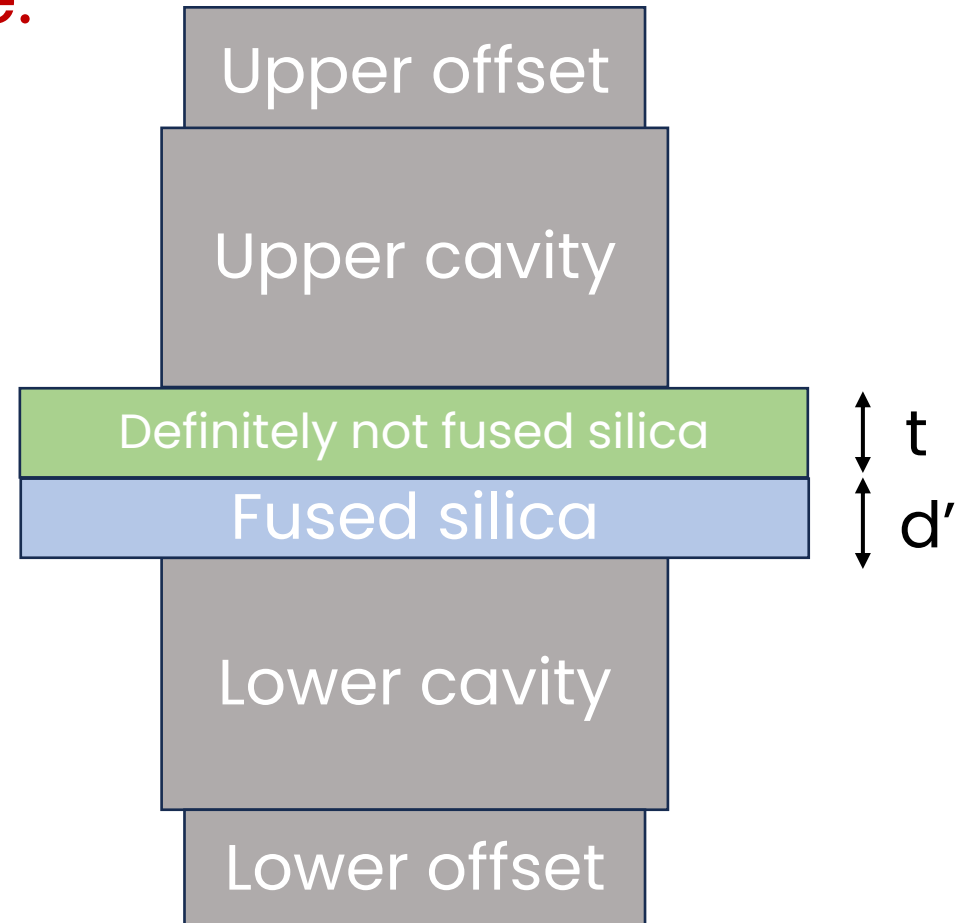 e.
Upper offset
Upper cavity
Definitely not fused silica
t
Fused silica
d’
Lower cavity
Lower offset